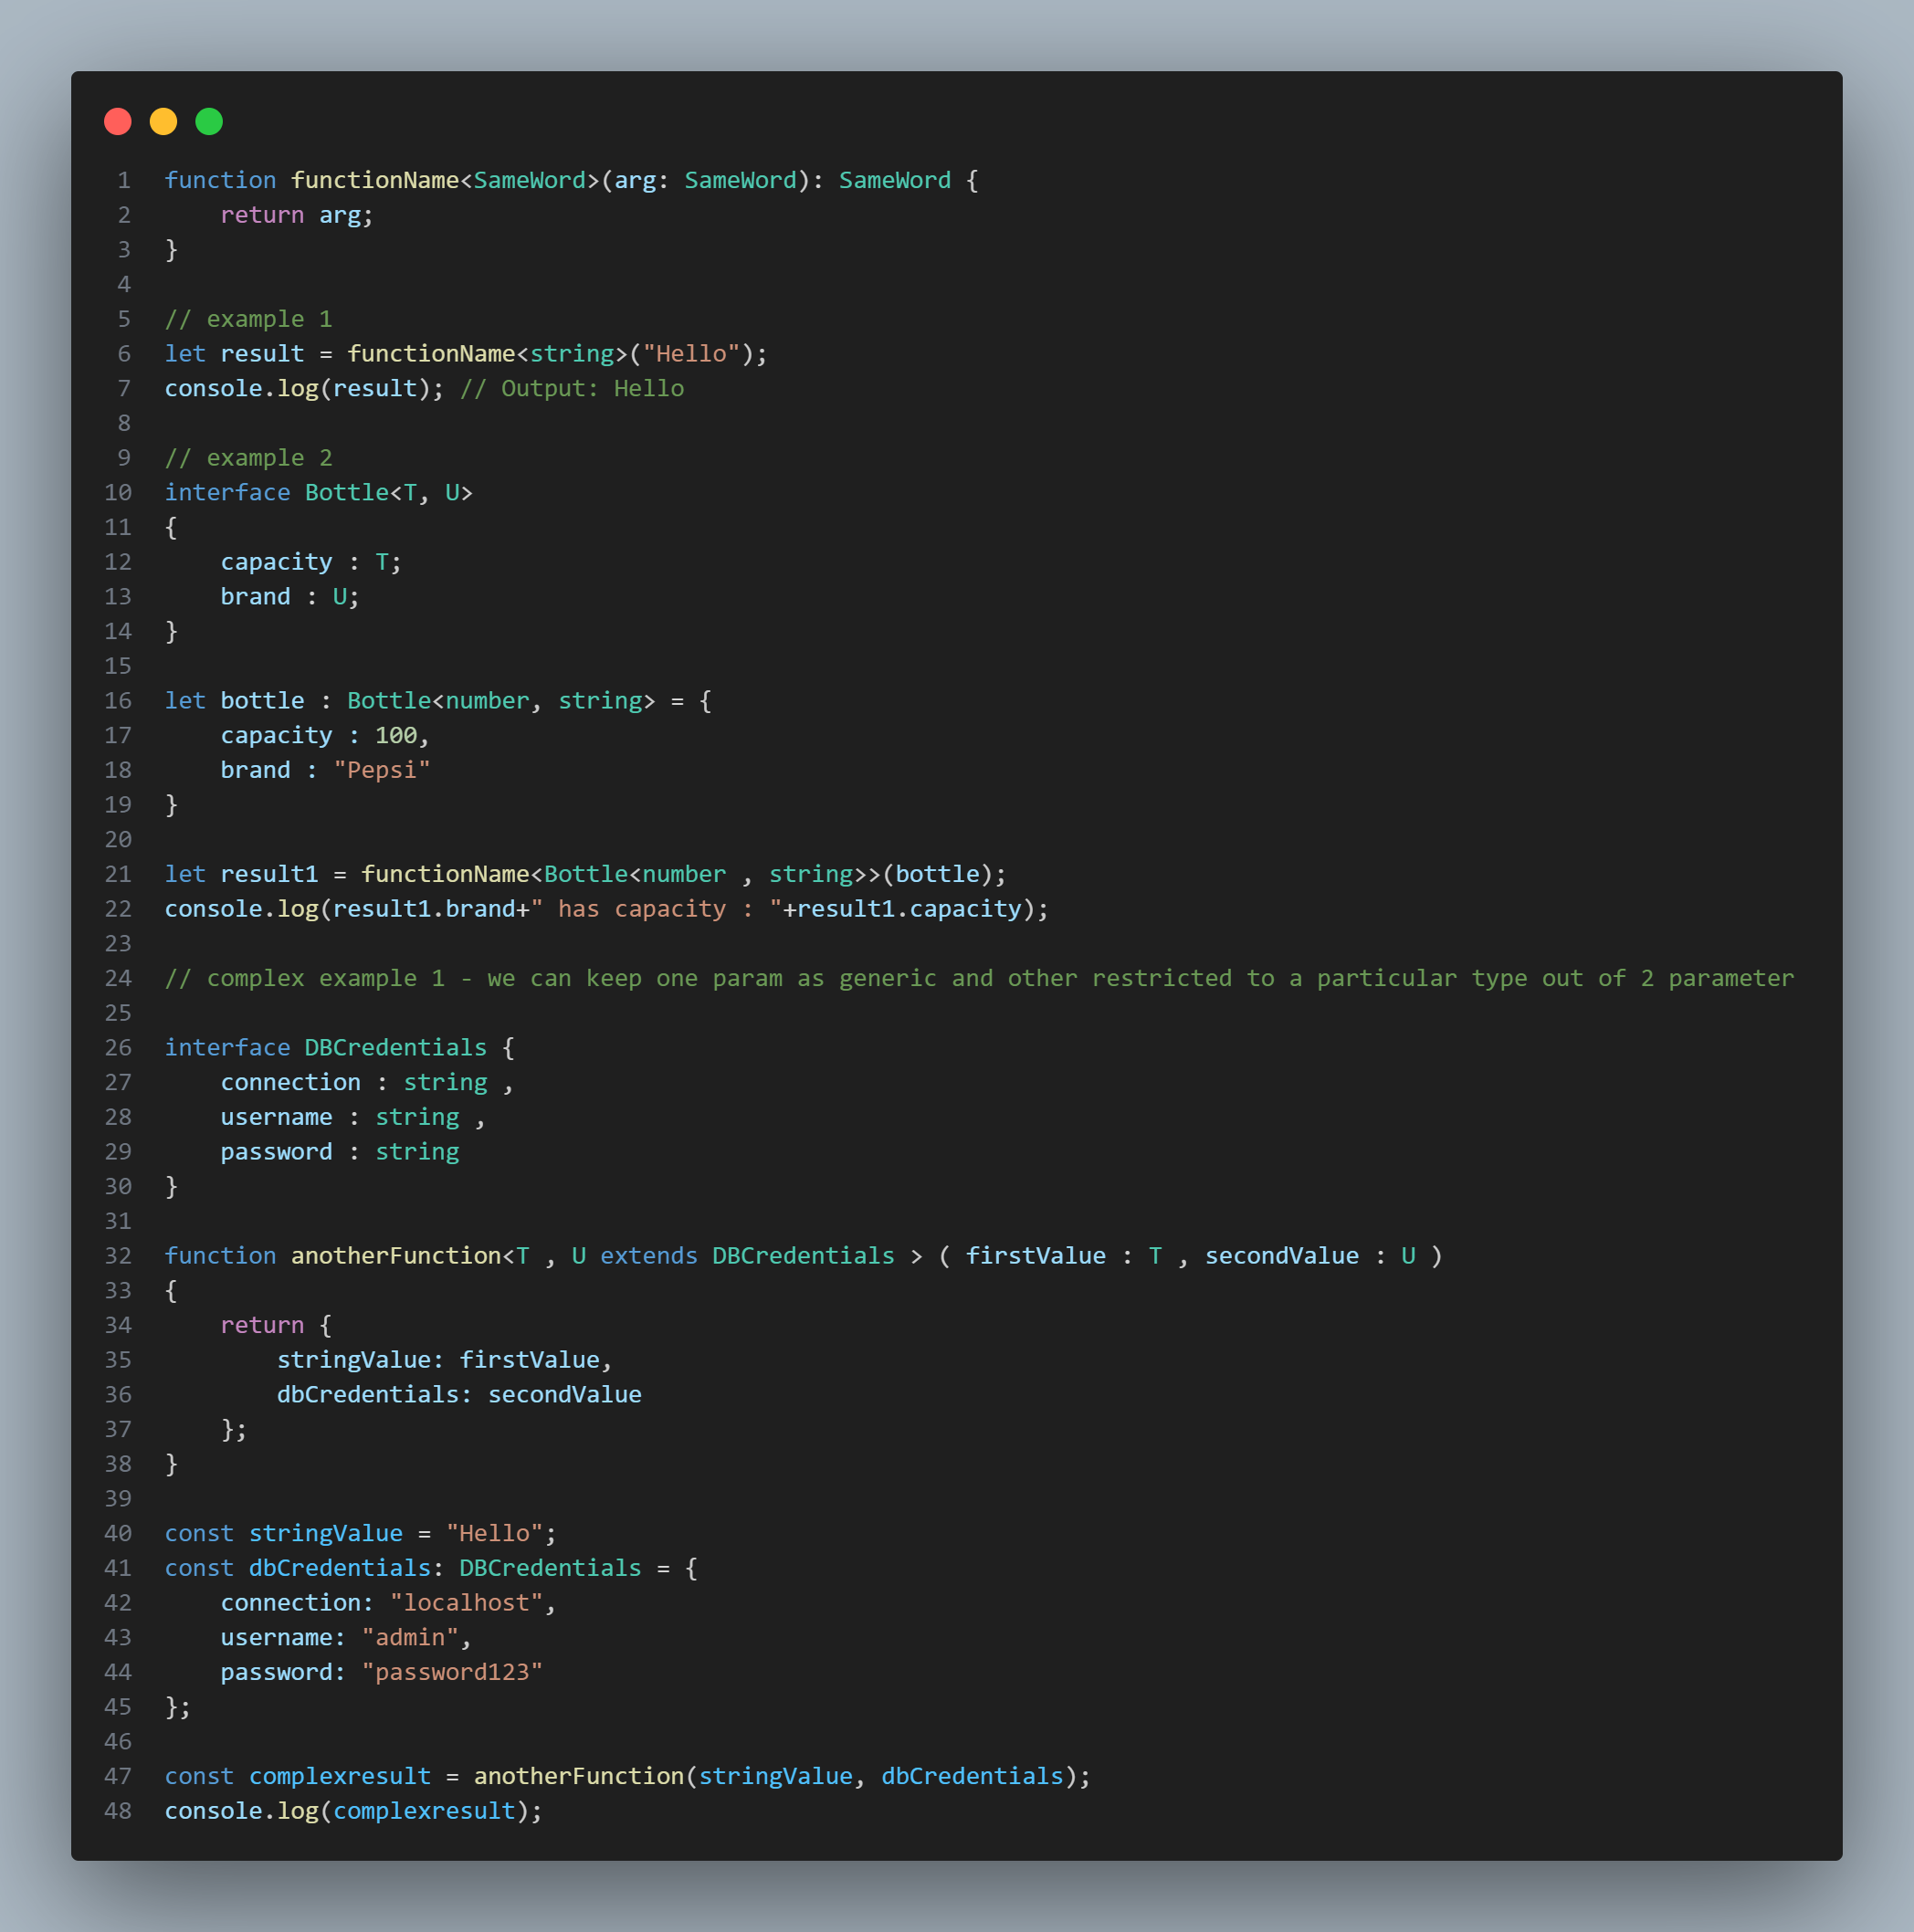 1 function functionName<SameWord>(arg: SameWord): SameWord {
2     return arg;
3 }
4
5 // example 1
6 let result = functionName<string>("Hello");
7 console.log(result); // Output: Hello
8
9 // example 2
10 interface Bottle<T, U>
11 {
12     capacity : T;
13     brand : U;
14 }
15
16 let bottle : Bottle<number, string> = {
17     capacity : 100,
18     brand : "Pepsi"
19 }
20
21 let result1 = functionName<Bottle<number , string>>(bottle);
22 console.log(result1.brand+" has capacity : "+result1.capacity);
23
24 // complex example 1 - we can keep one param as generic and other restricted to a particular type out of 2 parameter
25
26 interface DBCredentials {
27     connection : string ,
28     username : string ,
29     password : string
30 }
31
32 function anotherFunction<T , U extends DBCredentials > ( firstValue : T , secondValue : U )
33 {
34     return {
35         stringValue: firstValue,
36         dbCredentials: secondValue
37     };
38 }
39
40 const stringValue = "Hello";
41 const dbCredentials: DBCredentials = {
42     connection: "localhost",
43     username: "admin",
44     password: "password123"
45 };
46
47 const complexresult = anotherFunction(stringValue, dbCredentials);
48 console.log(complexresult);